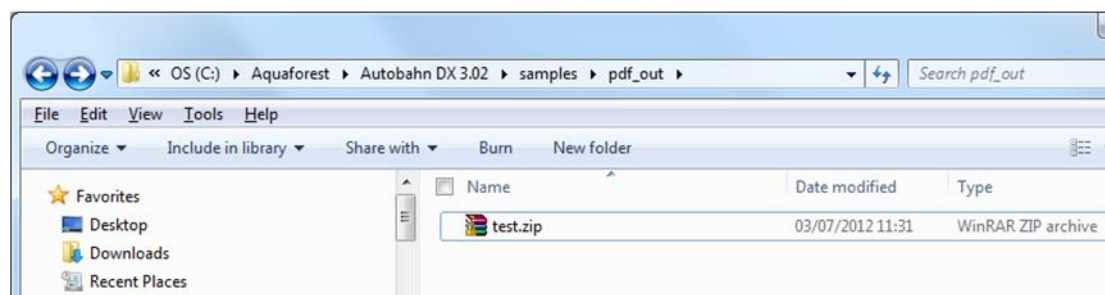 « OS (C:) ▸ Aquaforest ▸ Autobahn DX 3.02 ▸ samples ▸ pdf_out ▸ Search pdf_out
File Edit View Tools Help
Organize ▾ Include in library ▾ Share with ▾ Burn New folder
Favorites Name Date modified Type
Desktop test.zip 03/07/2012 11:31 WinRAR ZIP archive
Downloads
Recent Places